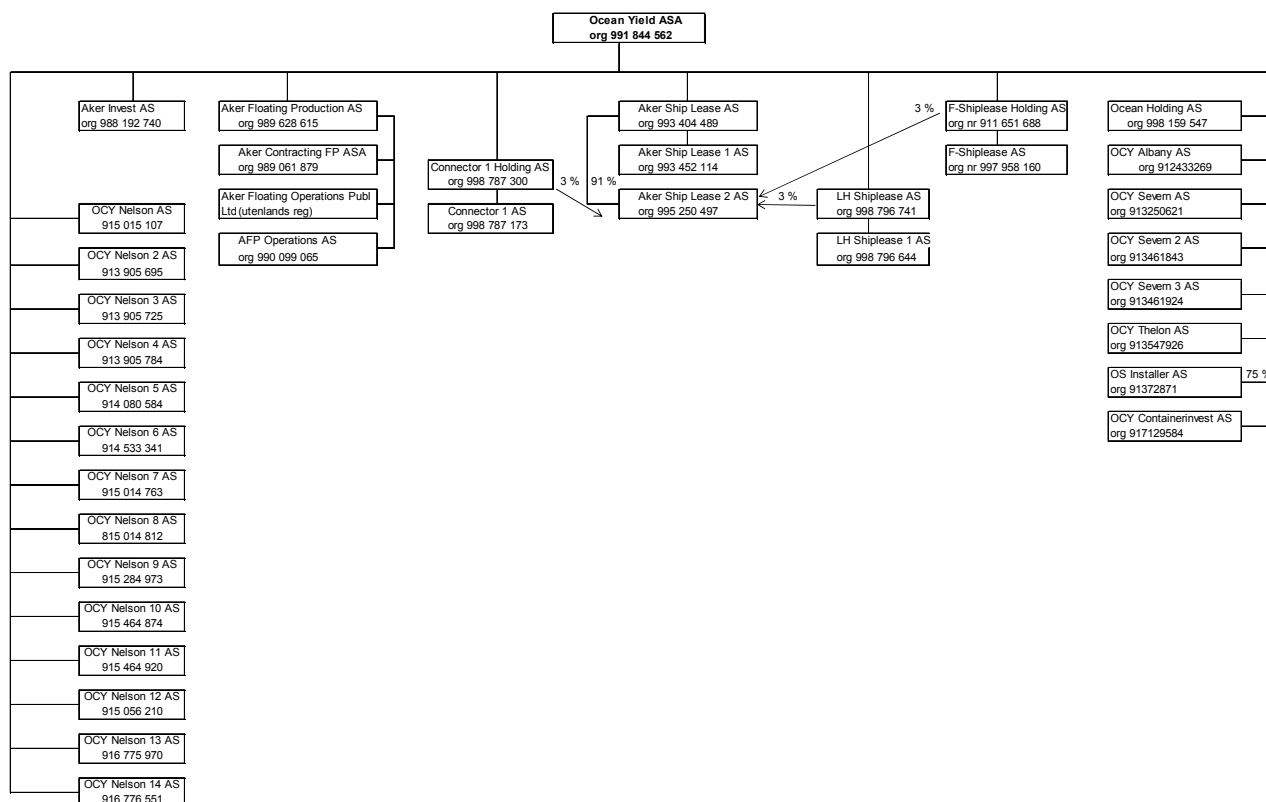 Ocean Yield ASA
org 991 844 562
Aker Invest AS
org 988 192 740
Aker Floating Production AS
org 989 628 615
Aker Contracting FP ASA
org 989 061 879
Aker Floating Operations Publ
Ltd (utenlands reg)
AFP Operations AS
org 990 099 065
Connector 1 Holding AS
org 998 787 300
Connector 1 AS
org 998 787 173
3 %
91 %
Aker Ship Lease AS
org 993 404 489
Aker Ship Lease 1 AS
org 993 452 114
Aker Ship Lease 2 AS
org 995 250 497
3 %
LH Shiplease AS
org 998 796 741
LH Shiplease 1 AS
org 998 796 644
3 %
F-Shiplease Holding AS
org nr 911 651 688
F-Shiplease AS
org nr 997 958 160
Ocean Holding AS
org 998 159 547
OCY Albany AS
org 912433269
OCY Severn AS
org 913250621
OCY Severn 2 AS
org 913461843
OCY Severn 3 AS
org 913461924
OCY Thelon AS
org 913547926
OS Installer AS
org 91372871
75 %
OCY Containerinvest AS
org 917129584
OCY Nelson AS
915 015 107
OCY Nelson 2 AS
913 905 695
OCY Nelson 3 AS
913 905 725
OCY Nelson 4 AS
913 905 784
OCY Nelson 5 AS
914 080 584
OCY Nelson 6 AS
914 533 341
OCY Nelson 7 AS
915 014 763
OCY Nelson 8 AS
815 014 812
OCY Nelson 9 AS
915 284 973
OCY Nelson 10 AS
915 464 874
OCY Nelson 11 AS
915 464 920
OCY Nelson 12 AS
915 056 210
OCY Nelson 13 AS
916 775 970
OCY Nelson 14 AS
916 776 551